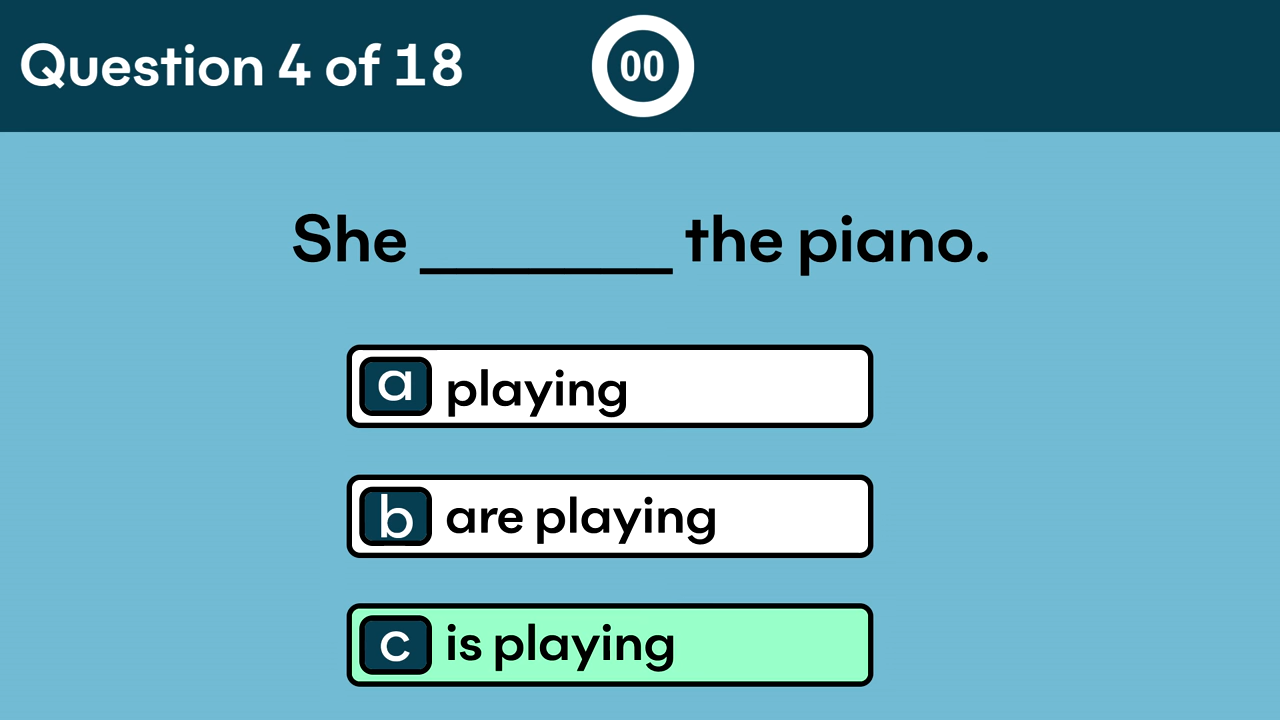 Question 4 of 18
00
She ________ the piano.
a playing
b are playing
c is playing